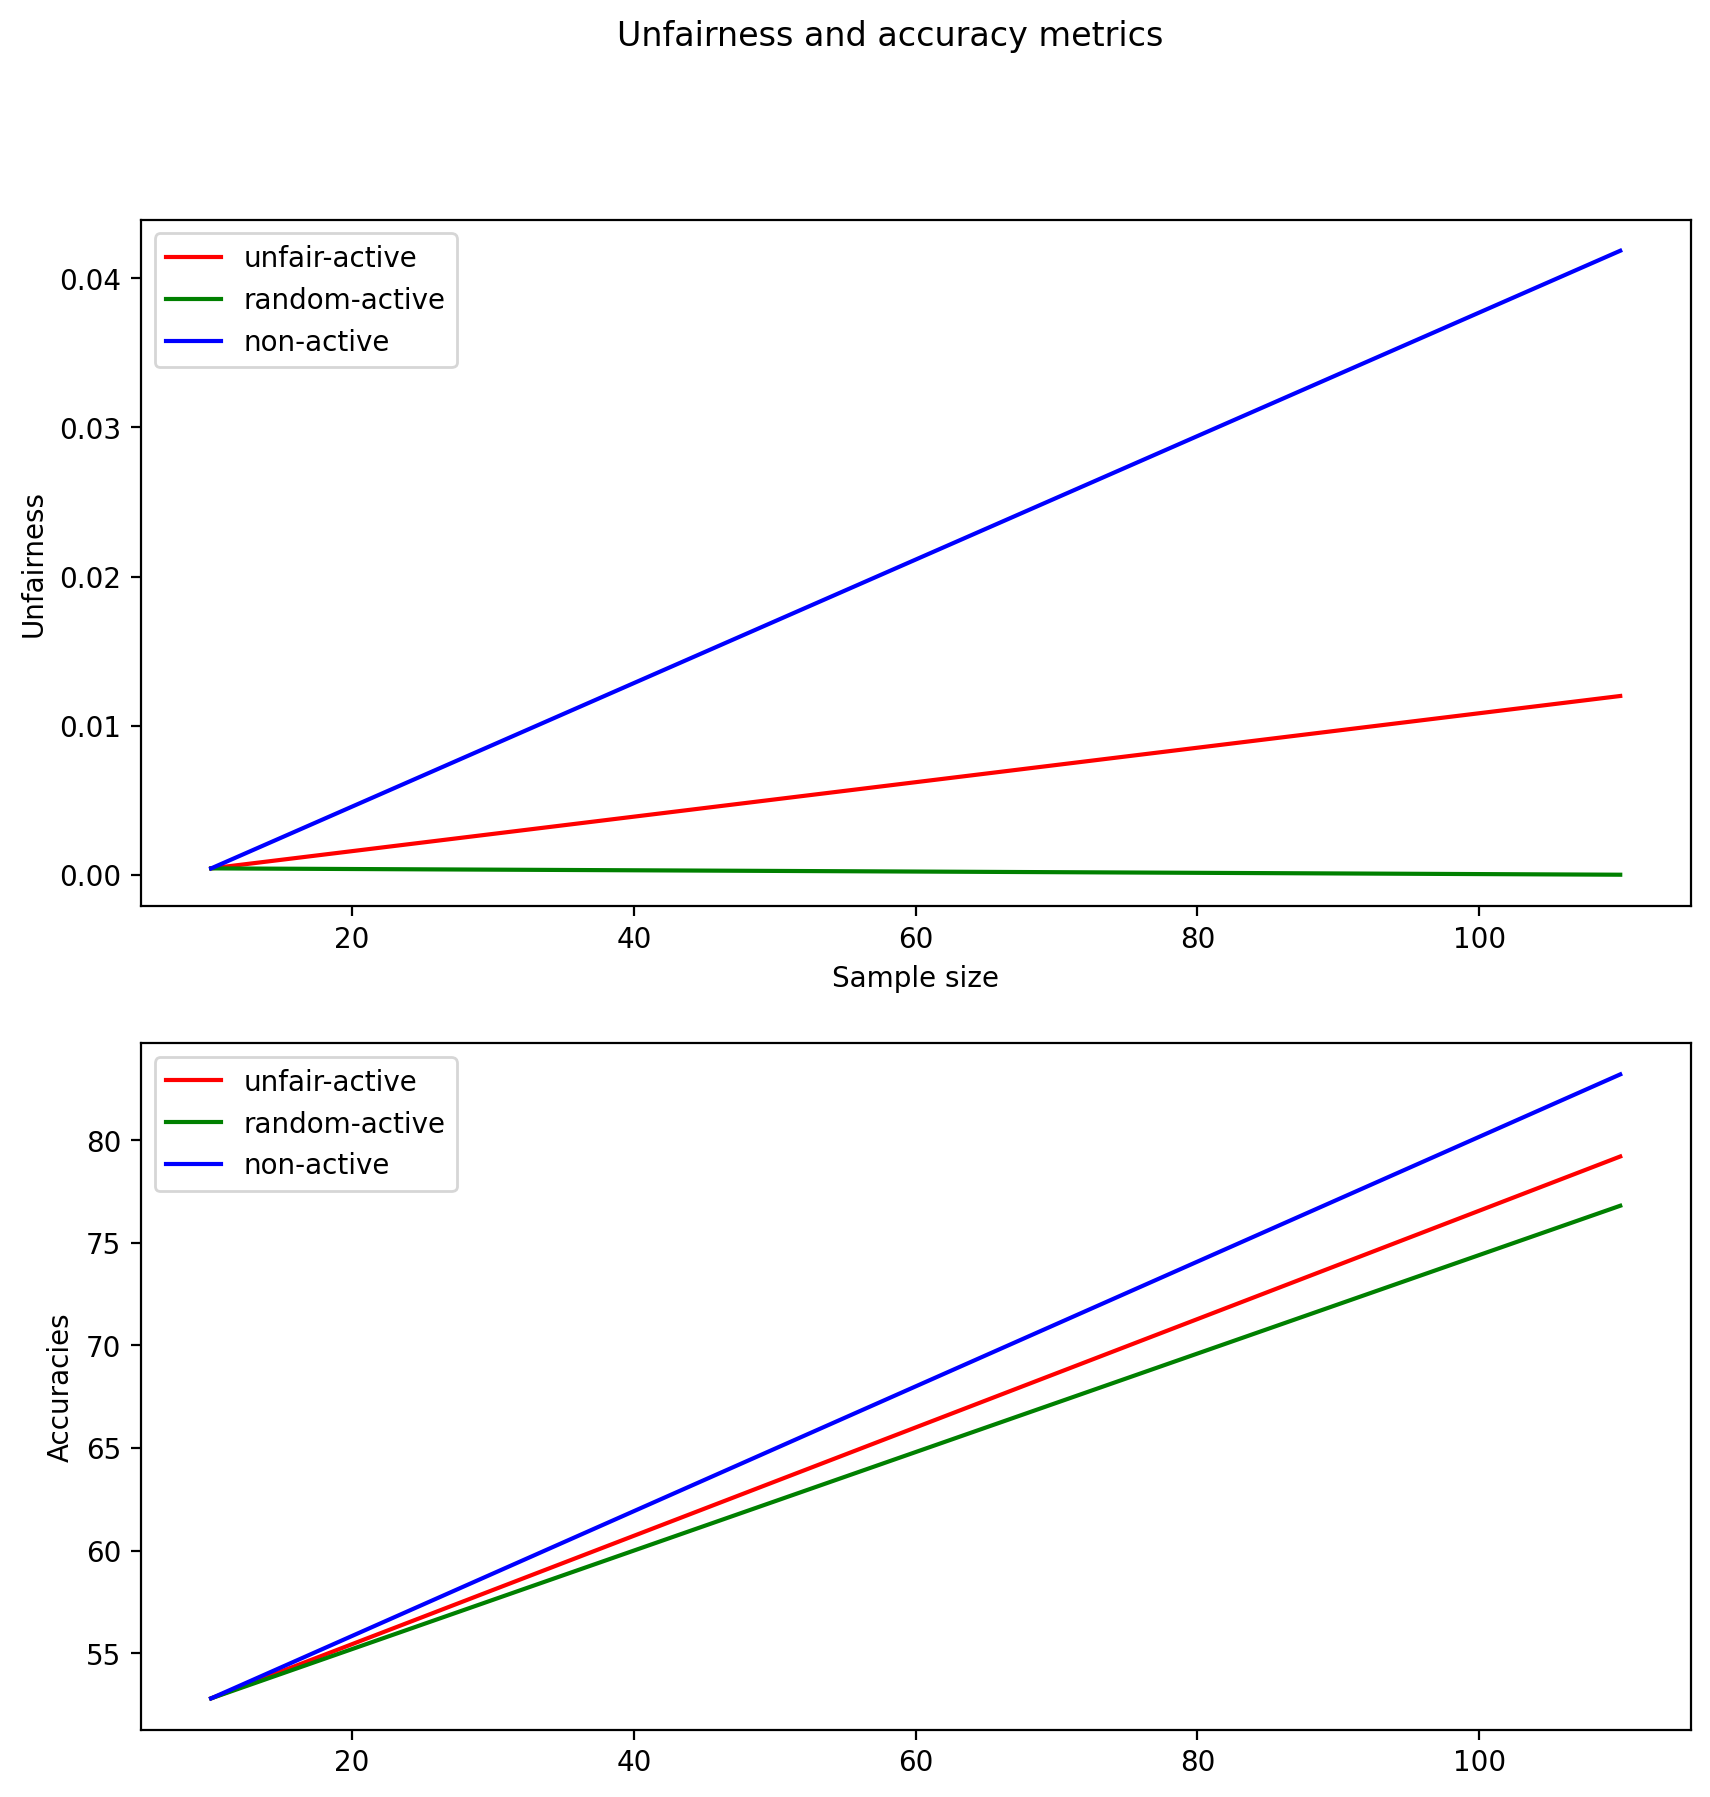 Unfairness and accuracy metrics
unfair-active
random-active
non-active
0.04
0.03
0.02
0.01
0.00
Unfairness
20 40 60 80 100
Sample size
unfair-active
random-active
non-active
80
75
70
65
60
55
Accuracies
20 40 60 80 100